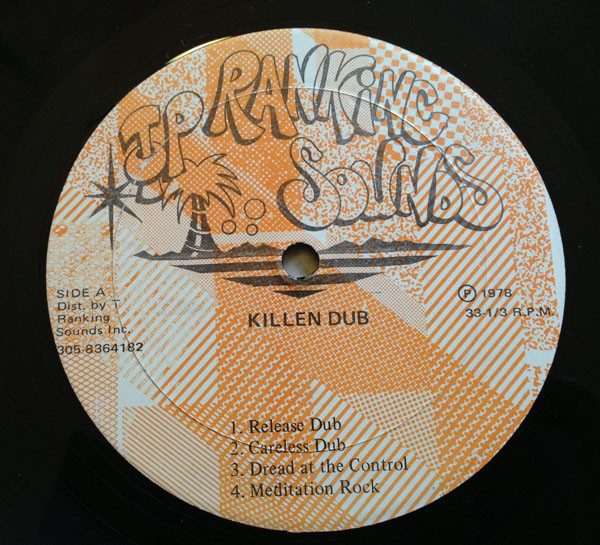 JP RANKING
SOUNDS
SIDE A
Dist. by T
Ranking
Sounds Inc.
305-8364182
KILLEN DUB
Ⓟ 1978
33-1/3 R.P.M.
1. Release Dub
2. Careless Dub
3. Dread at the Control
4. Meditation Rock